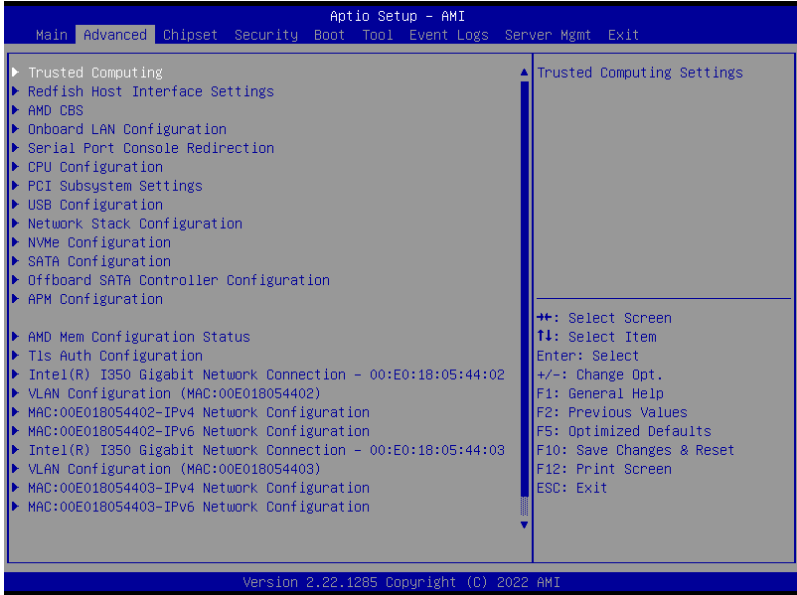 Aptio Setup – AMI
Main Advanced Chipset Security Boot Tool Event Logs Server Mgmt Exit
Trusted Computing
Redfish Host Interface Settings
AMD CBS
Onboard LAN Configuration
Serial Port Console Redirection
CPU Configuration
PCI Subsystem Settings
USB Configuration
Network Stack Configuration
NVMe Configuration
SATA Configuration
Offboard SATA Controller Configuration
APM Configuration
AMD Mem Configuration Status
Tls Auth Configuration
Intel(R) I350 Gigabit Network Connection – 00:E0:18:05:44:02
VLAN Configuration (MAC:00E018054402)
MAC:00E018054402-IPv4 Network Configuration
MAC:00E018054402-IPv6 Network Configuration
Intel(R) I350 Gigabit Network Connection – 00:E0:18:05:44:03
VLAN Configuration (MAC:00E018054403)
MAC:00E018054403-IPv4 Network Configuration
MAC:00E018054403-IPv6 Network Configuration
Trusted Computing Settings
→←: Select Screen
↑↓: Select Item
Enter: Select
+/-: Change Opt.
F1: General Help
F2: Previous Values
F5: Optimized Defaults
F10: Save Changes & Reset
F12: Print Screen
ESC: Exit
Version 2.22.1285 Copyright (C) 2022 AMI